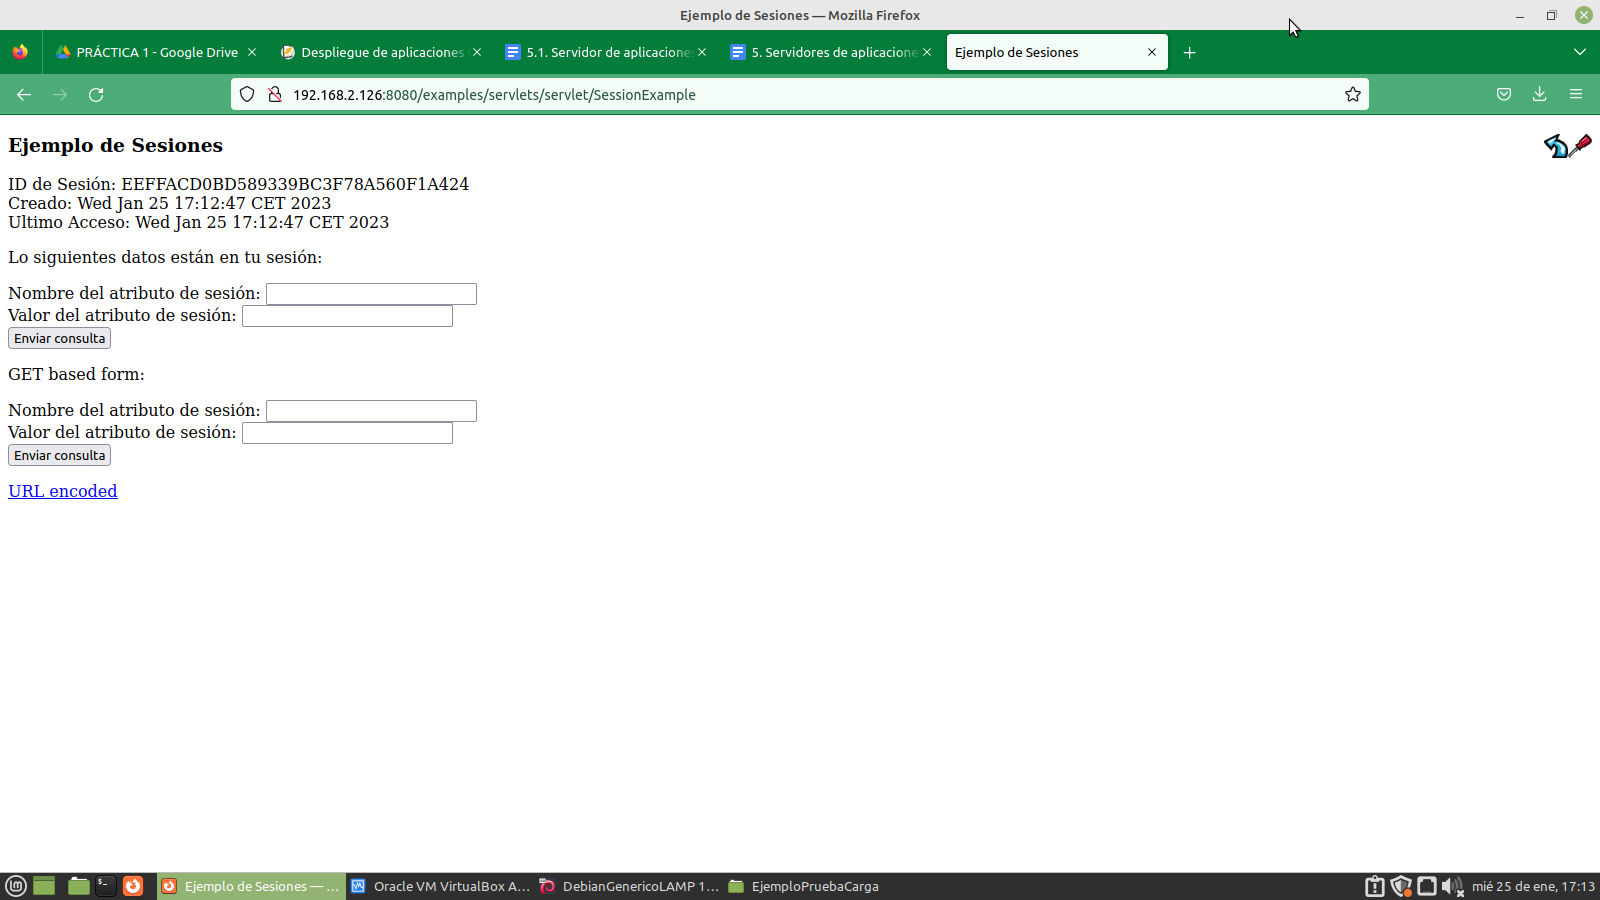 Ejemplo de Sesiones — Mozilla Firefox
PRÁCTICA 1 - Google Drive
Despliegue de aplicaciones
5.1. Servidor de aplicacione
5. Servidores de aplicacione
Ejemplo de Sesiones
192.168.2.126:8080/examples/servlets/servlet/SessionExample
Ejemplo de Sesiones
ID de Sesión: EEFFACD0BD589339BC3F78A560F1A424
Creado: Wed Jan 25 17:12:47 CET 2023
Ultimo Acceso: Wed Jan 25 17:12:47 CET 2023
Lo siguientes datos están en tu sesión:
Nombre del atributo de sesión:
Valor del atributo de sesión:
Enviar consulta
GET based form:
Nombre del atributo de sesión:
Valor del atributo de sesión:
Enviar consulta
URL encoded
Ejemplo de Sesiones — ...
Oracle VM VirtualBox A...
DebianGenericoLAMP 1...
EjemploPruebaCarga
mié 25 de ene, 17:13